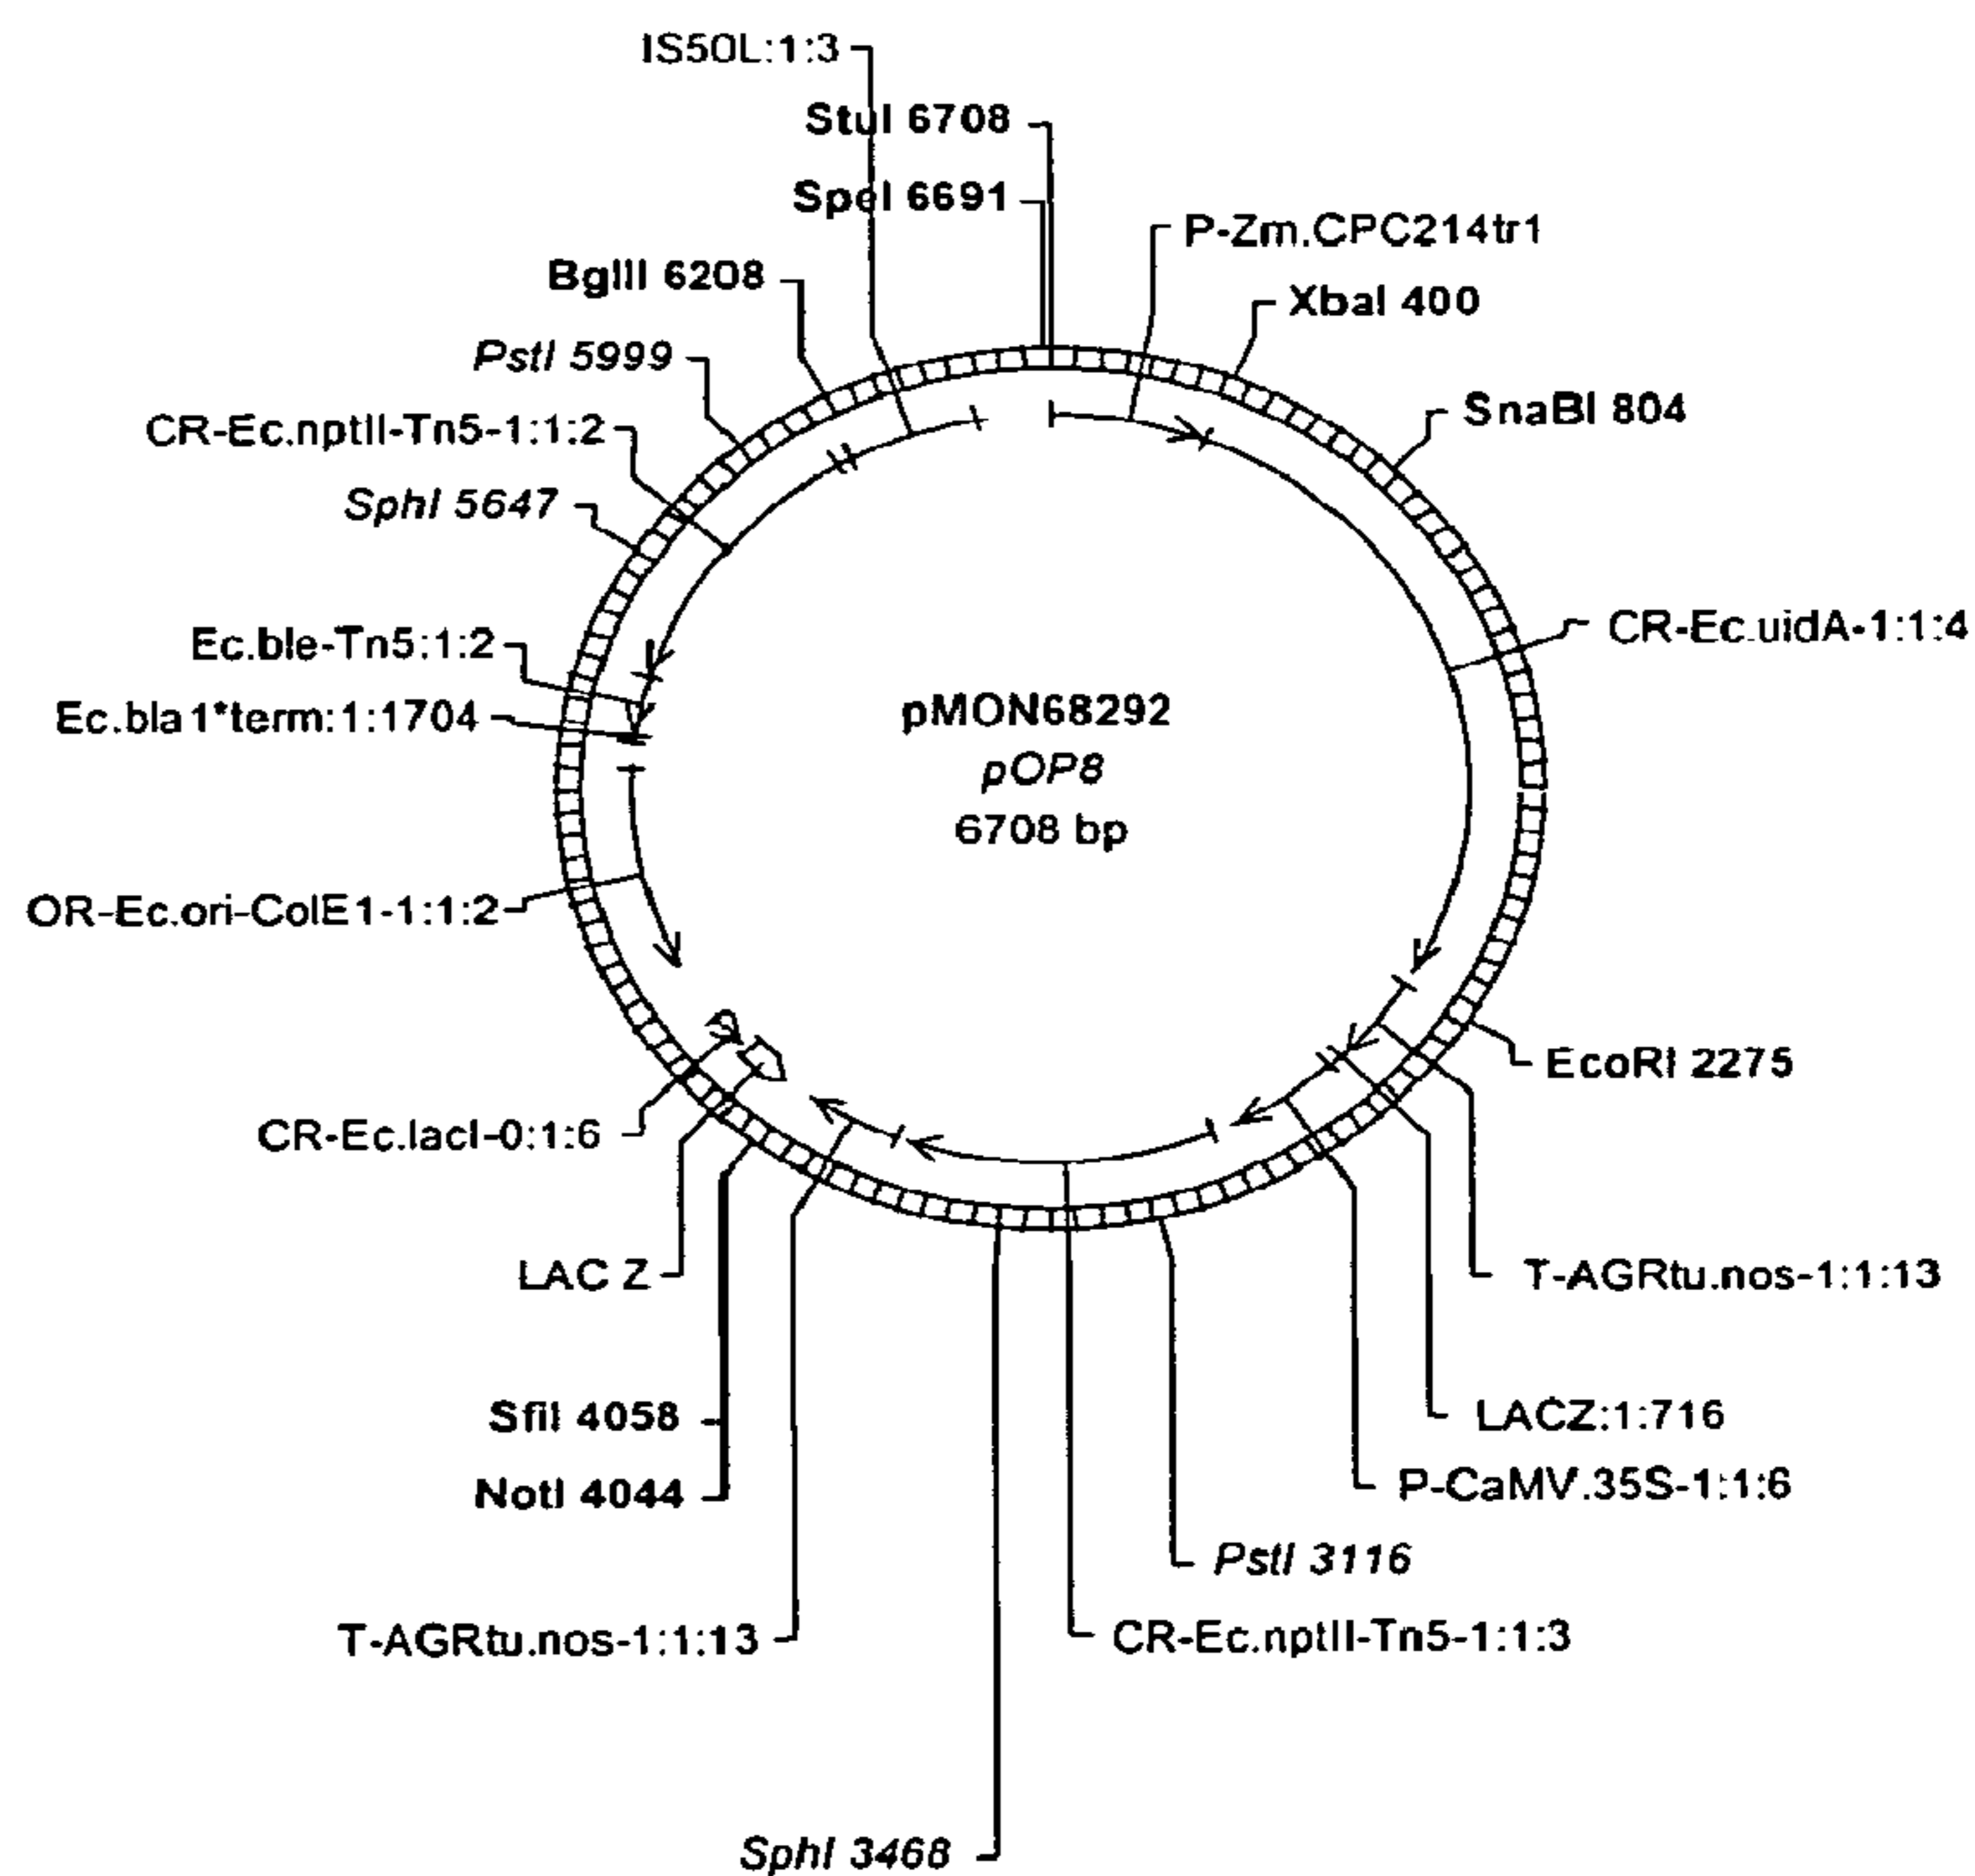 IS50L:1:3
StuI 6708
SpeI 6691
P-Zm.CPC214tr1
BglII 6208
XbaI 400
PstI 5999
SnaBI 804
CR-Ec.nptII-Tn5-1:1:2
SphI 5647
CR-Ec.uidA-1:1:4
Ec.ble-Tn5:1:2
Ec.bla1*term:1:1704
pMON68292
pOP8
6708 bp
OR-Ec.ori-ColE1-1:1:2
EcoRI 2275
CR-Ec.lacI-0:1:6
LAC Z
T-AGRtu.nos-1:1:13
SfiI 4058
LACZ:1:716
NotI 4044
P-CaMV.35S-1:1:6
PstI 3116
T-AGRtu.nos-1:1:13
CR-Ec.nptII-Tn5-1:1:3
SphI 3468